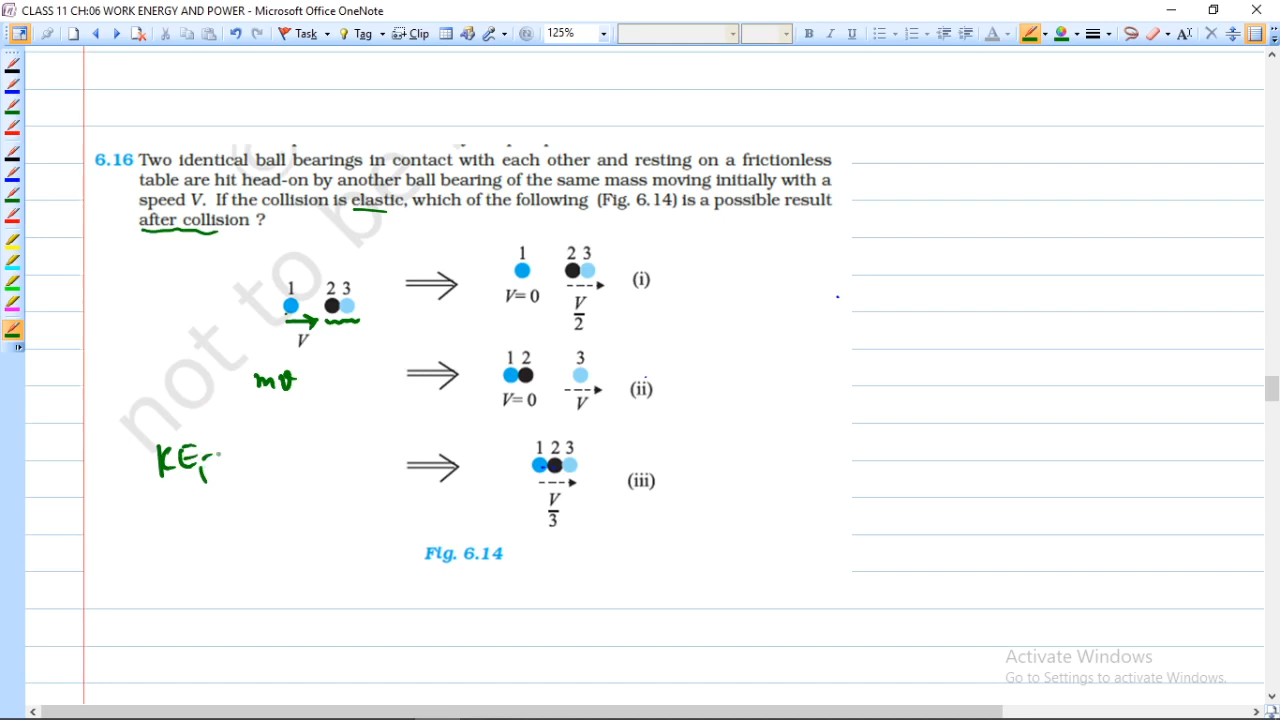 CLASS 11 CH:06 WORK ENERGY AND POWER - Microsoft Office OneNote
Task Tag Clip 125% B I U A
6.16 Two identical ball bearings in contact with each other and resting on a frictionless
table are hit head-on by another ball bearing of the same mass moving initially with a
speed V. If the collision is elastic, which of the following (Fig. 6.14) is a possible result
after collision ?
1 2 3
V
1 2 3
V= 0 V/2 (i)
1 2 3
V= 0 V (ii)
1 2 3
V/3 (iii)
mv
KE
Fig. 6.14
not to be
Activate Windows
Go to Settings to activate Windows.